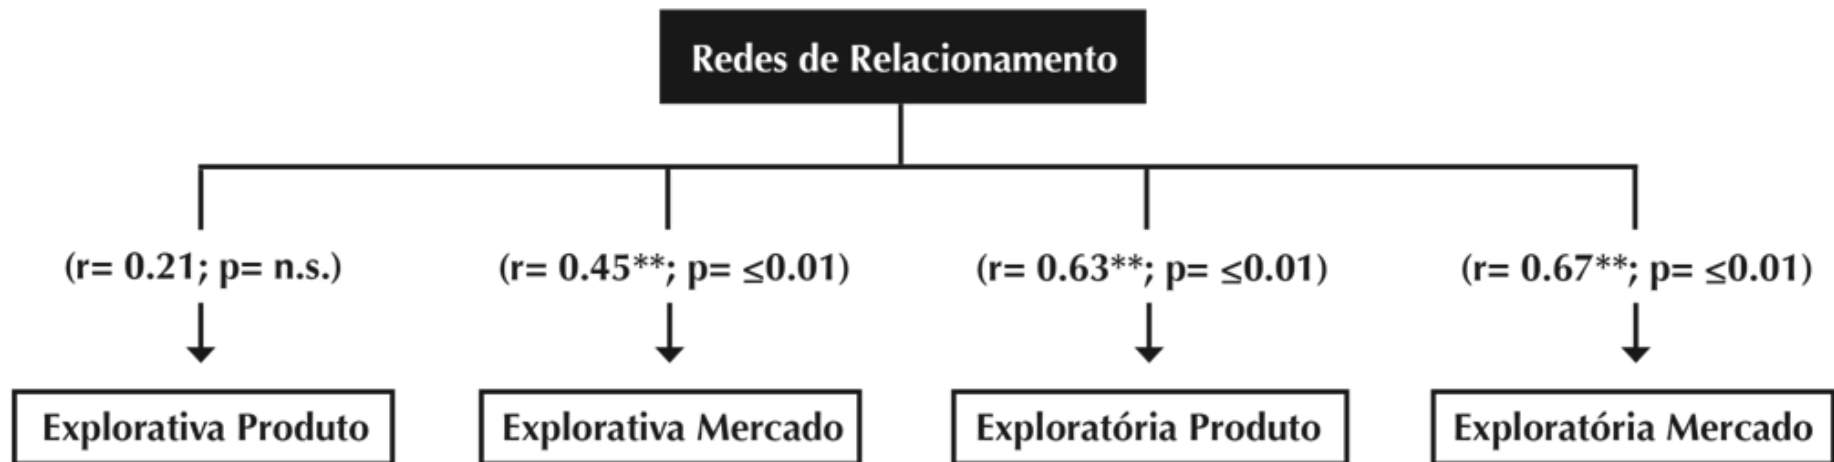 Redes de Relacionamento
(r= 0.21; p= n.s.)
(r= 0.45**; p= ≤0.01)
(r= 0.63**; p= ≤0.01)
(r= 0.67**; p= ≤0.01)
Explorativa Produto
Explorativa Mercado
Exploratória Produto
Exploratória Mercado